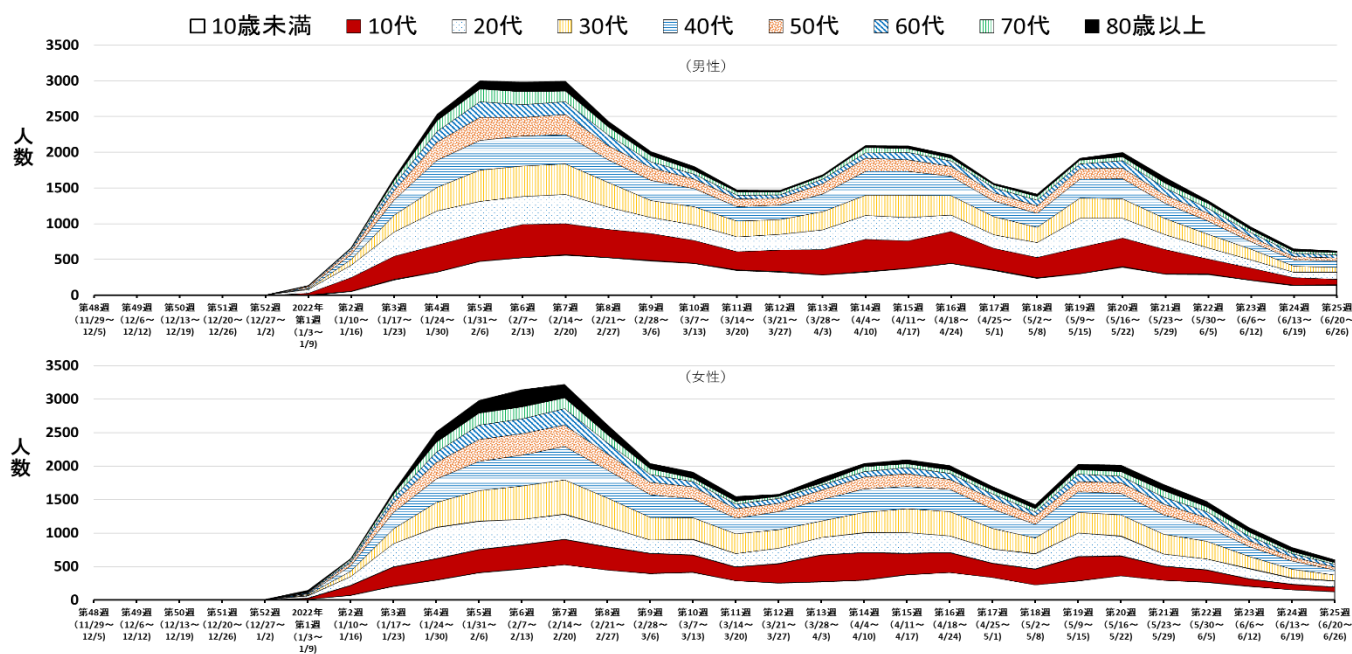 10歳未満 10代 20代 30代 40代 50代 60代 70代 80歳以上
(男性)
人数
3500
3000
2500
2000
1500
1000
500
0
第48週 第49週 第50週 第51週 第52週 2022年 第2週 第3週 第4週 第5週 第6週 第7週 第8週 第9週 第10週 第11週 第12週 第13週 第14週 第15週 第16週 第17週 第18週 第19週 第20週 第21週 第22週 第23週 第24週 第25週
(11/29～ (12/6～ (12/13～ (12/20～ (12/27～ 第1週 (1/10～ (1/17～ (1/24～ (1/31～ (2/7～ (2/14～ (2/21～ (2/28～ (3/7～ (3/14～ (3/21～ (3/28～ (4/4～ (4/11～ (4/18～ (4/25～ (5/2～ (5/9～ (5/16～ (5/23～ (5/30～ (6/6～ (6/13～ (6/20～
12/5) 12/12) 12/19) 12/26) 1/2) (1/3～ 1/16) 1/23) 1/30) 2/6) 2/13) 2/20) 2/27) 3/6) 3/13) 3/20) 3/27) 4/3) 4/10) 4/17) 4/24) 5/1) 5/8) 5/15) 5/22) 5/29) 6/5) 6/12) 6/19) 6/26)
1/9)
(女性)
人数
3500
3000
2500
2000
1500
1000
500
0
第48週 第49週 第50週 第51週 第52週 2022年 第2週 第3週 第4週 第5週 第6週 第7週 第8週 第9週 第10週 第11週 第12週 第13週 第14週 第15週 第16週 第17週 第18週 第19週 第20週 第21週 第22週 第23週 第24週 第25週
(11/29～ (12/6～ (12/13～ (12/20～ (12/27～ 第1週 (1/10～ (1/17～ (1/24～ (1/31～ (2/7～ (2/14～ (2/21～ (2/28～ (3/7～ (3/14～ (3/21～ (3/28～ (4/4～ (4/11～ (4/18～ (4/25～ (5/2～ (5/9～ (5/16～ (5/23～ (5/30～ (6/6～ (6/13～ (6/20～
12/5) 12/12) 12/19) 12/26) 1/2) (1/3～ 1/16) 1/23) 1/30) 2/6) 2/13) 2/20) 2/27) 3/6) 3/13) 3/20) 3/27) 4/3) 4/10) 4/17) 4/24) 5/1) 5/8) 5/15) 5/22) 5/29) 6/5) 6/12) 6/19) 6/26)
1/9)